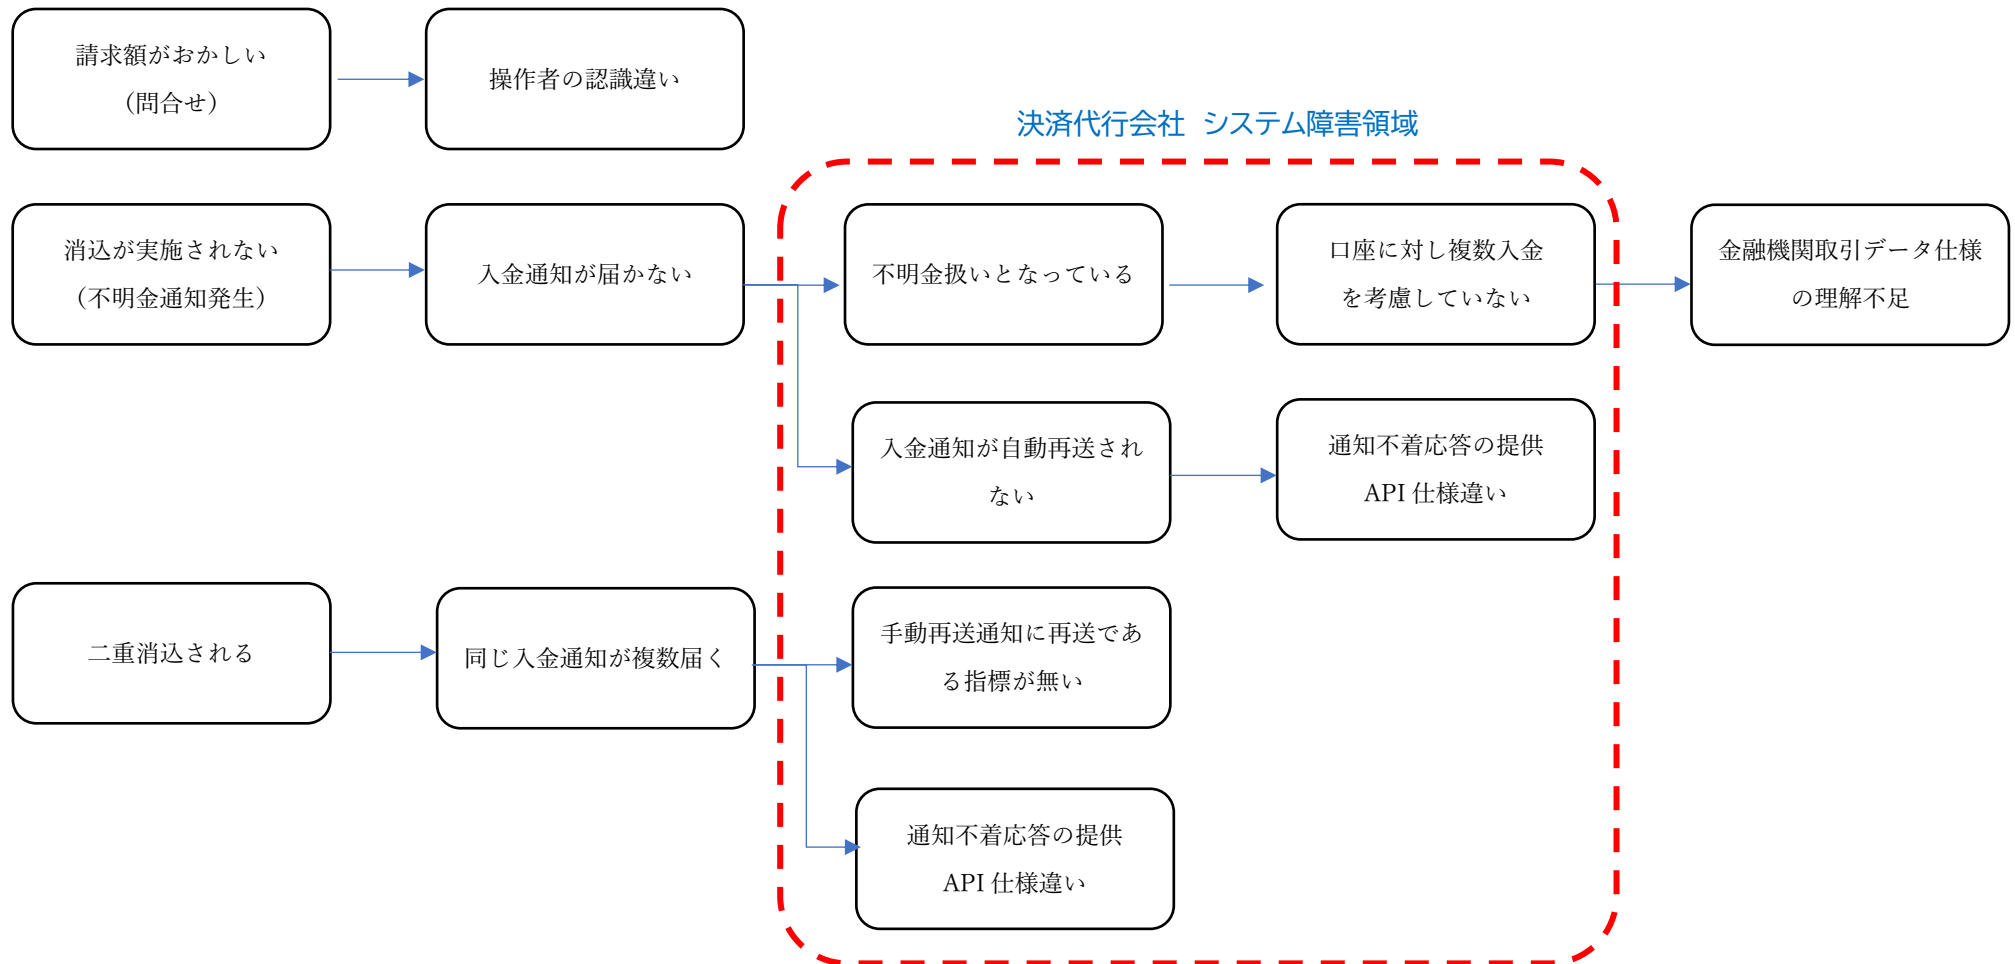 請求額がおかしい
（問合せ）
操作者の認識違い
決済代行会社 システム障害領域
消込が実施されない
（不明金通知発生）
入金通知が届かない
不明金扱いとなっている
口座に対し複数入金
を考慮していない
金融機関取引データ仕様
の理解不足
入金通知が自動再送され
ない
通知不着応答の提供
API 仕様違い
二重消込される
同じ入金通知が複数届く
手動再送通知に再送であ
る指標が無い
通知不着応答の提供
API 仕様違い